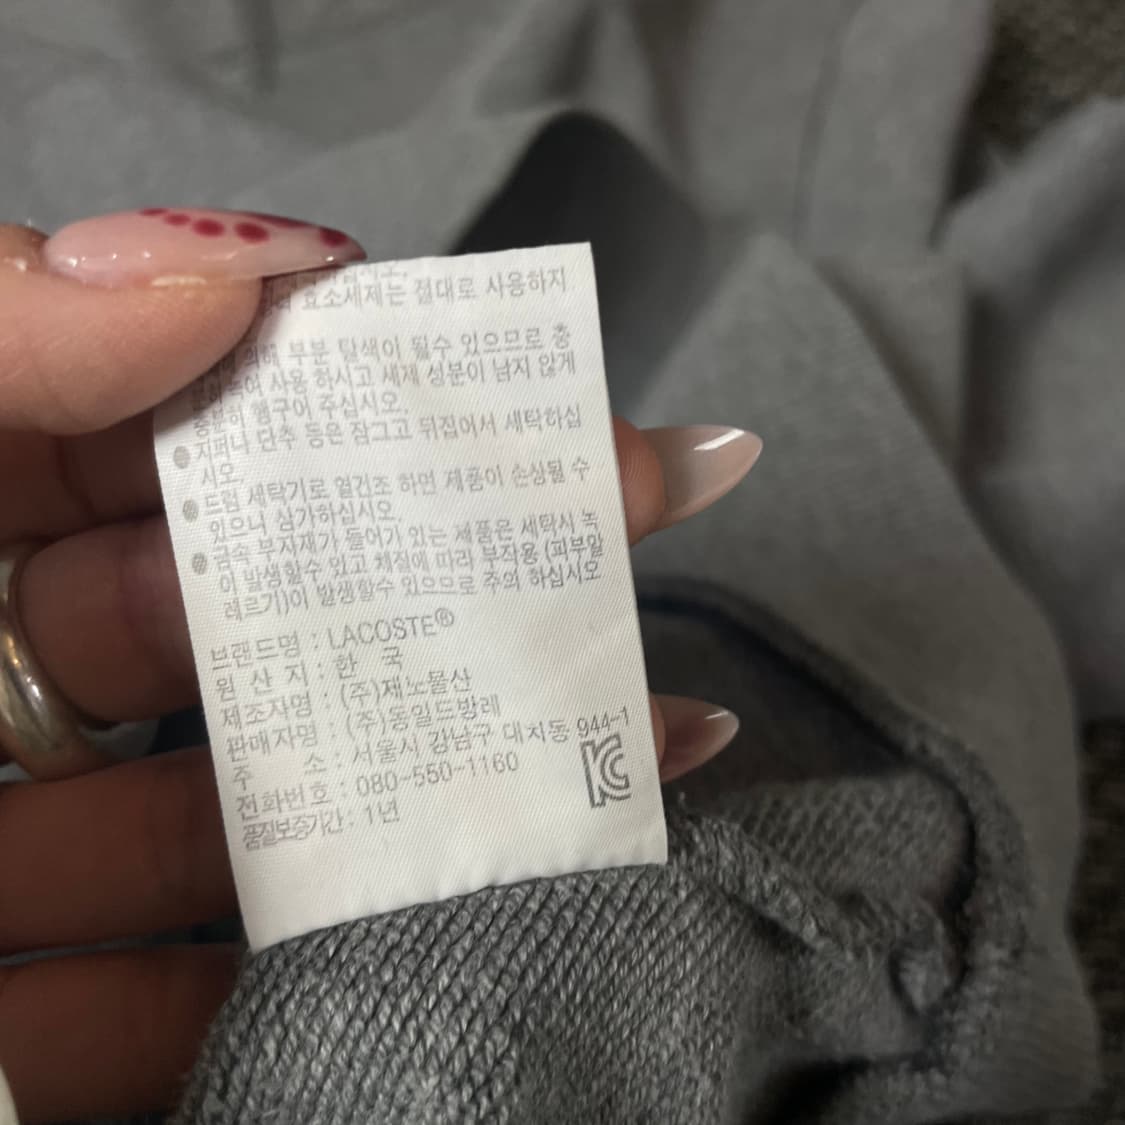 효소세제는 절대로 사용하지
의해 부분 탈색이 될수 있으므로 충
분히 녹여 사용 하시고 세제 성분이 남지 않게
충분히 헹구어 주십시오.
지퍼나 단추 등은 잠그고 뒤집어서 세탁하십
시오.
드럼 세탁기로 열건조 하면 제품이 손상될 수
있으니 삼가하십시오.
금속 부자재가 들어가 있는 제품은 세탁시 녹
이 발생할수 있고 체질에 따라 부작용 (피부알
레르기)이 발생할수 있으므로 주의 하십시오
브랜드명 : LACOSTE®
원 산 지 : 한 국
제조자명 : (주)제노물산
판매자명 : (주)동일드방레
주 소 : 서울시 강남구 대치동 944-1
전화번호 : 080-550-1160
품질보증기간 : 1년
KC